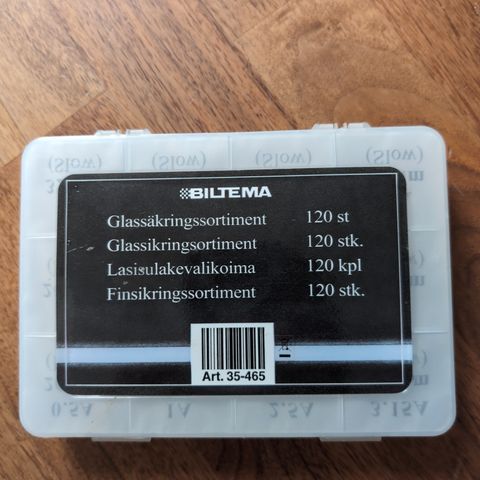 BILTEMA
Glassäkringssortiment 120 st
Glassikringsortiment 120 stk.
Lasisulakevalikoima 120 kpl
Finsikringssortiment 120 stk.
Art. 35-465
(Slow) (Slow) (Slow) (Slow)
0.5A 1A 2.5A 3.15A